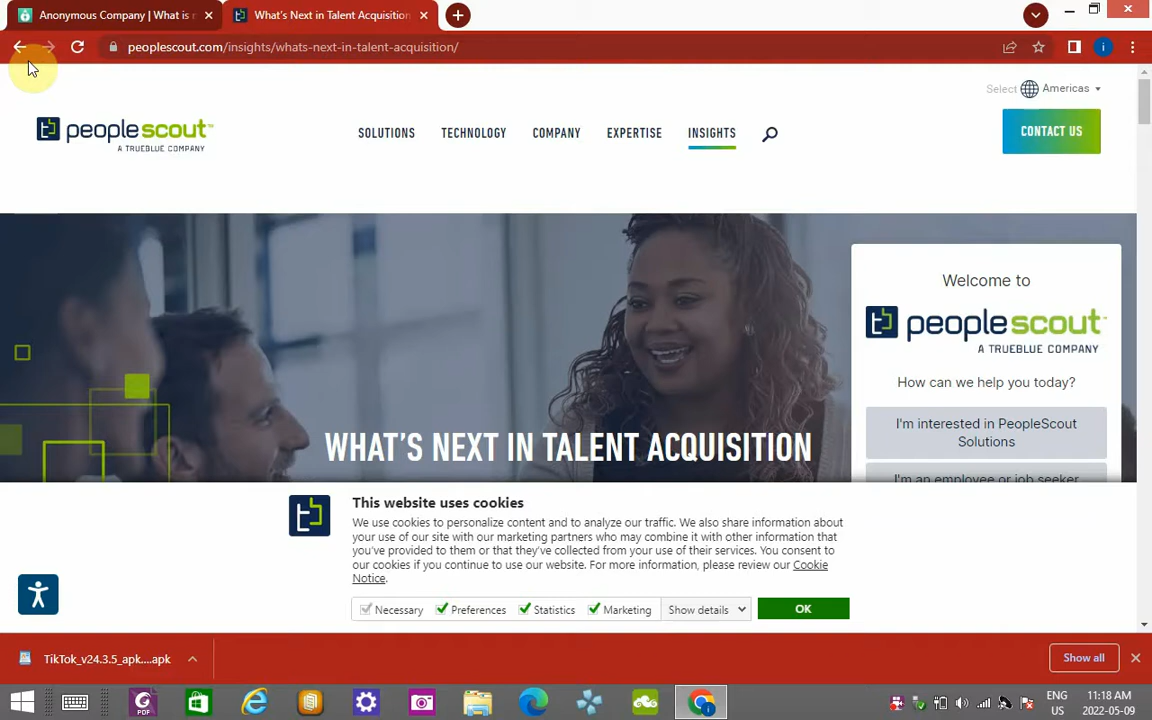 Anonymous Company | What is
What's Next in Talent Acquisition
peoplescout.com/insights/whats-next-in-talent-acquisition/
i
Select Americas
peoplescout™
A TRUEBLUE COMPANY
SOLUTIONS TECHNOLOGY COMPANY EXPERTISE INSIGHTS
CONTACT US
WHAT'S NEXT IN TALENT ACQUISITION
Welcome to
peoplescout™
A TRUEBLUE COMPANY
How can we help you today?
I'm interested in PeopleScout
Solutions
I'm an employee or job seeker
This website uses cookies
We use cookies to personalize content and to analyze our traffic. We also share information about
your use of our site with our marketing partners who may combine it with other information that
you've provided to them or that they've collected from your use of their services. You consent to
our cookies if you continue to use our website. For more information, please review our Cookie
Notice.
Necessary Preferences Statistics Marketing Show details OK
TikTok_v24.3.5_apk....apk
Show all
PDF
ENG
US
11:18 AM
2022-05-09